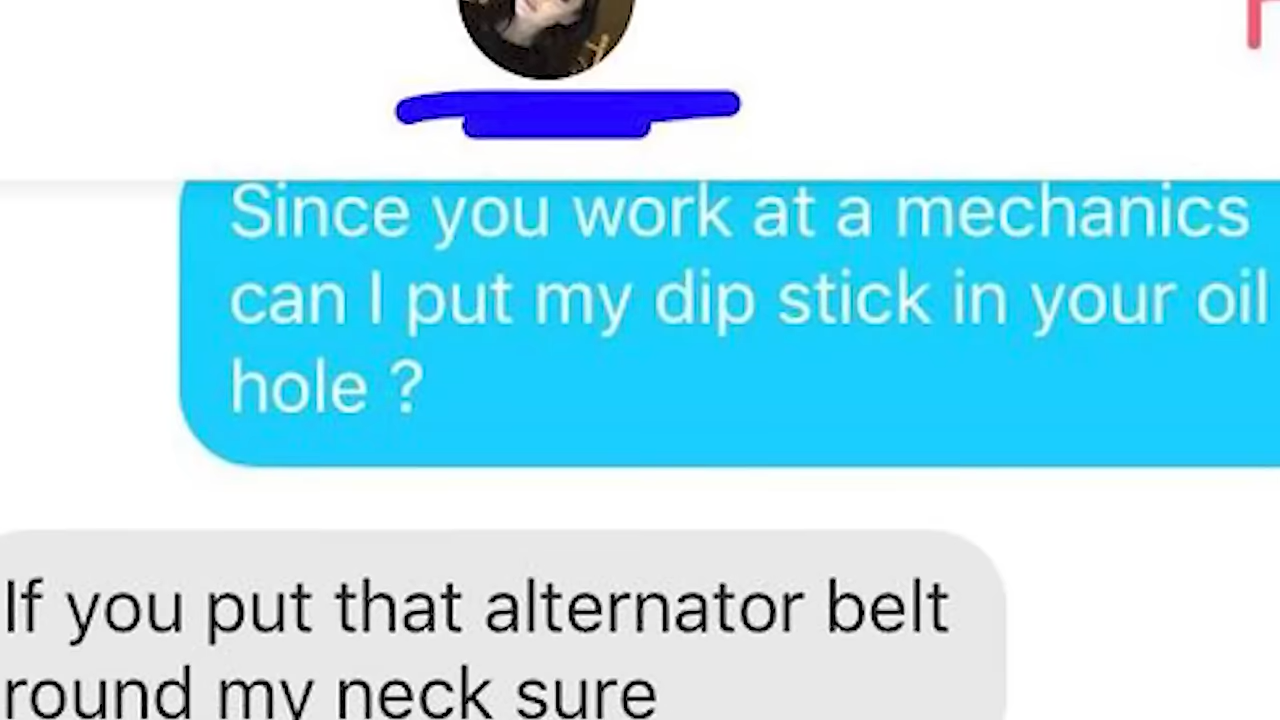 Since you work at a mechanics
can I put my dip stick in your oil
hole ?
If you put that alternator belt
round my neck sure